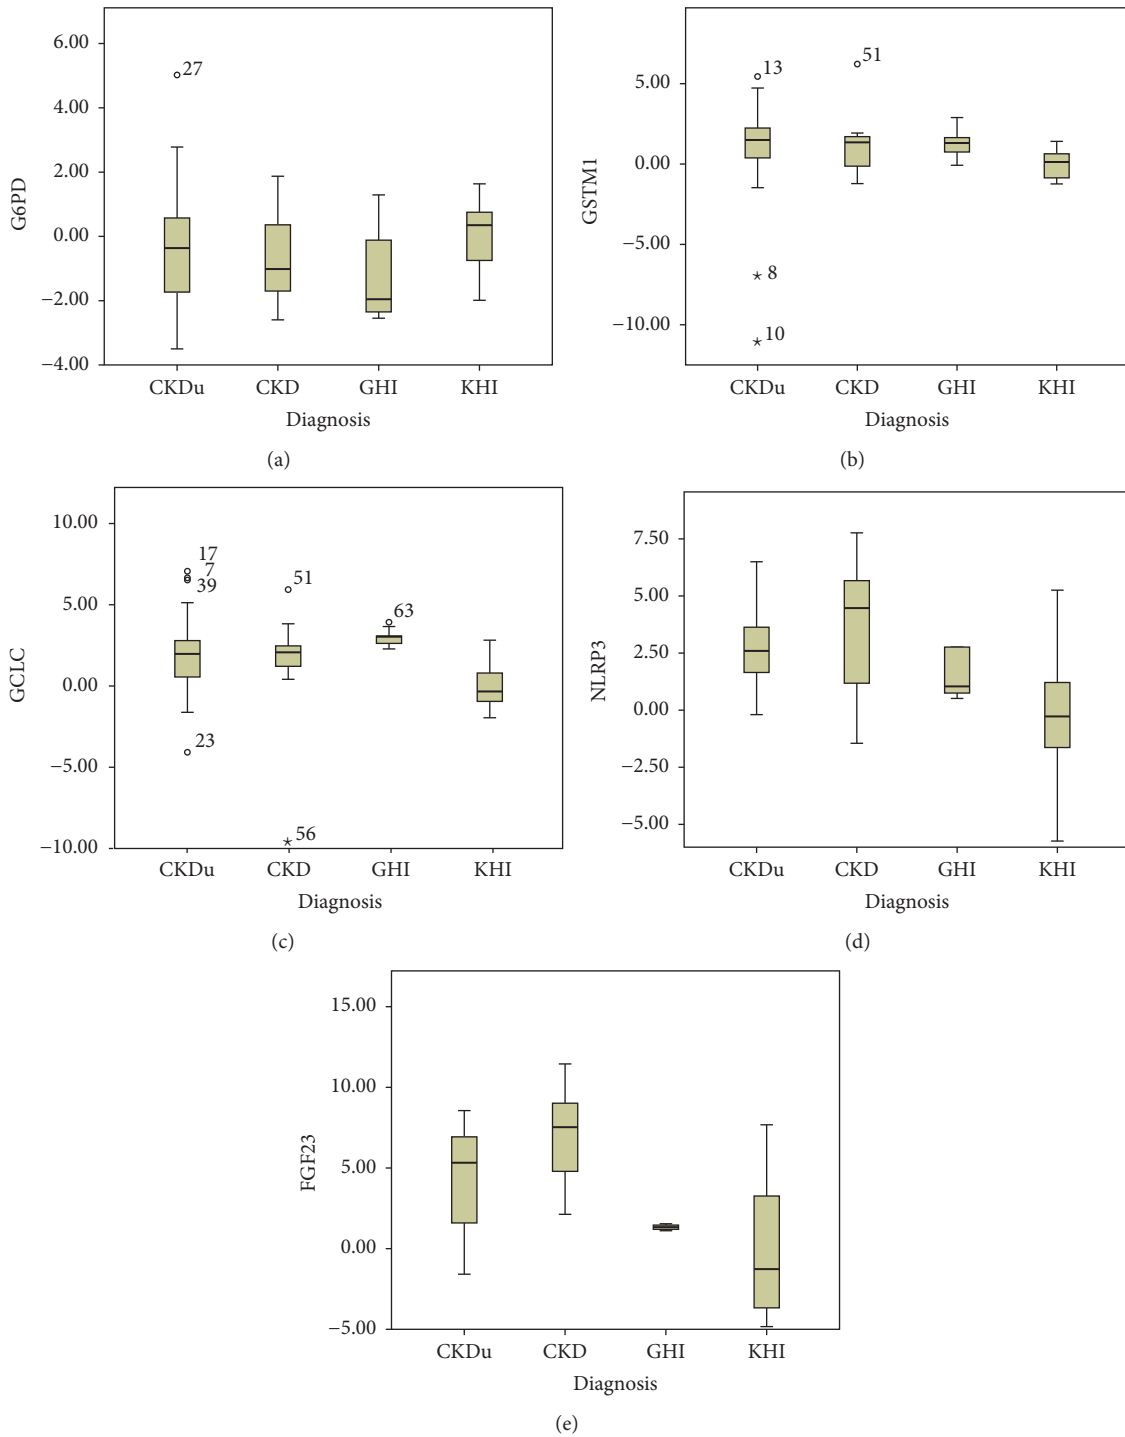 6.00
4.00
2.00
0.00
−2.00
−4.00
G6PD
27
CKDu CKD GHI KHI
Diagnosis
(a)
5.00
0.00
−5.00
−10.00
GSTM1
13
51
8
10
CKDu CKD GHI KHI
Diagnosis
(b)
10.00
5.00
0.00
−5.00
−10.00
GCLC
17
7
39
51
63
23
56
CKDu CKD GHI KHI
Diagnosis
(c)
7.50
5.00
2.50
0.00
−2.50
−5.00
NLRP3
CKDu CKD GHI KHI
Diagnosis
(d)
15.00
10.00
5.00
0.00
−5.00
FGF23
CKDu CKD GHI KHI
Diagnosis
(e)